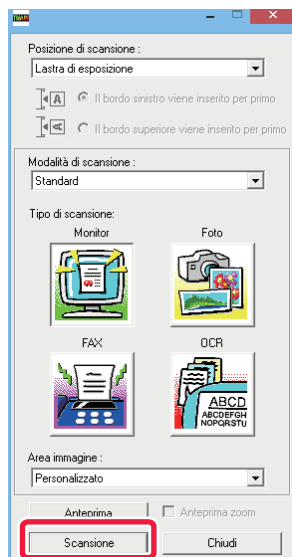 Posizione di scansione :
Lastra di esposizione
A
Il bordo sinistro viene inserito per primo
A
Il bordo superiore viene inserito per primo
Modalità di scansione :
Standard
Tipo di scansione:
Monitor Foto
FAX OCR
ABCD
ABCDEFGH
NOPQRSTU
Area immagine :
Personalizzato
Anteprima Anteprima zoom
Scansione Chiudi